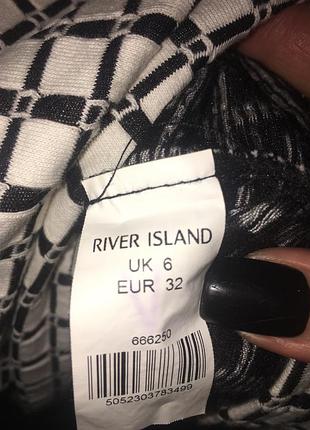 RIVER ISLAND
UK 6
EUR 32
666250
5052303783499